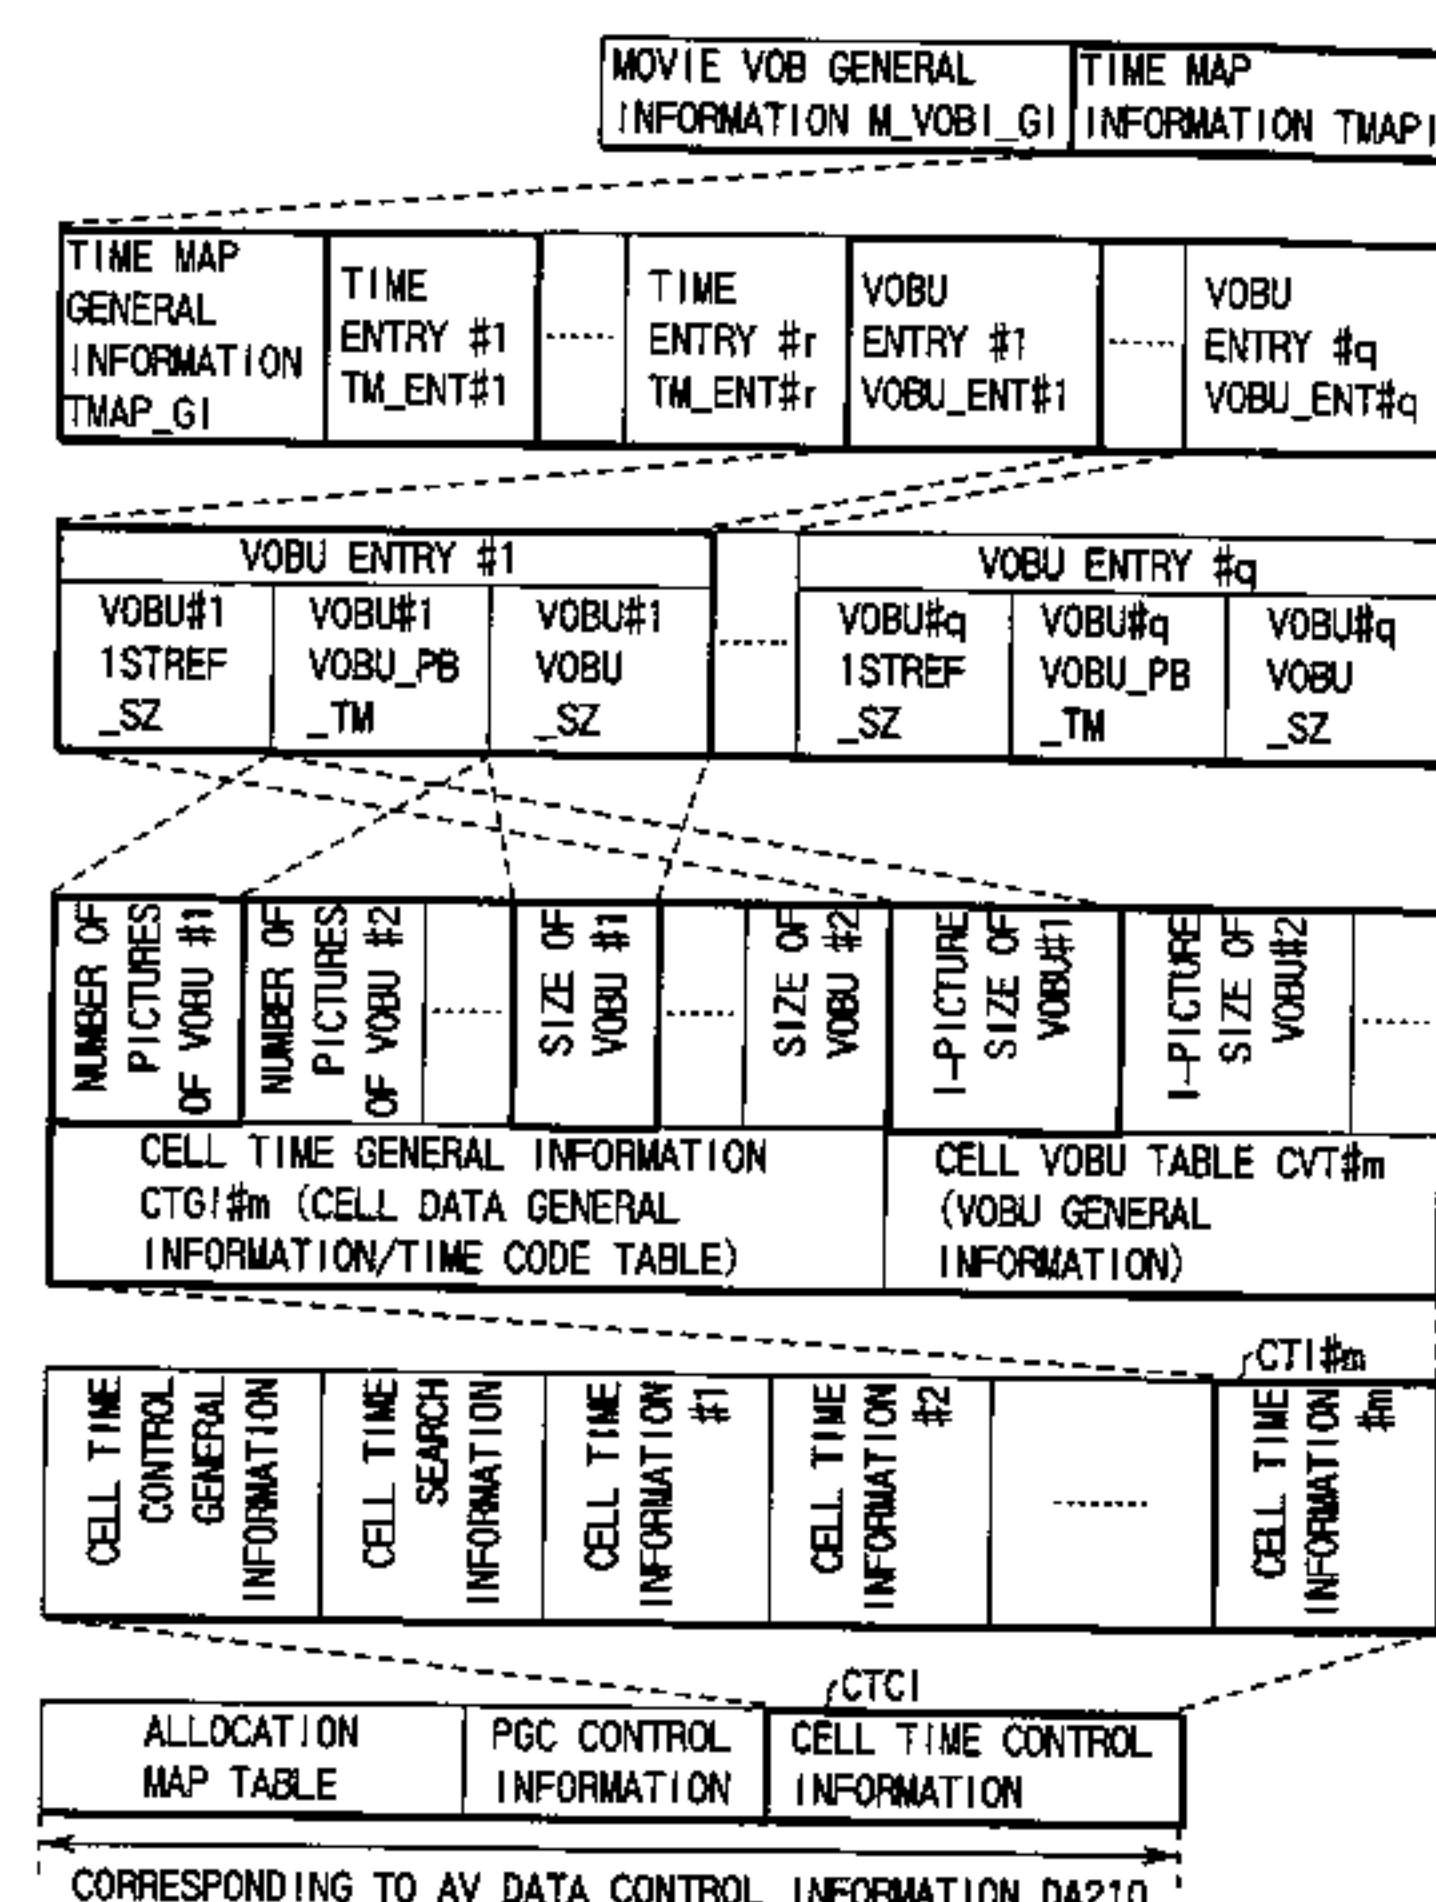 MOVIE VOB GENERAL
INFORMATION M_VOBI_GI
TIME MAP
INFORMATION TMAPI
TIME MAP
GENERAL
INFORMATION
TMAP_GI
TIME
ENTRY #1
TM_ENT#1
........
TIME
ENTRY #r
TM_ENT#r
VOBU
ENTRY #1
VOBU_ENT#1
........
VOBU
ENTRY #q
VOBU_ENT#q
VOBU ENTRY #1
VOBU#1
1STREF
_SZ
VOBU#1
VOBU_PB
_TM
VOBU#1
VOBU
_SZ
........
VOBU ENTRY #q
VOBU#q
1STREF
_SZ
VOBU#q
VOBU_PB
_TM
VOBU#q
VOBU
_SZ
NUMBER OF
PICTURES
OF VOBU #1
NUMBER OF
PICTURES
OF VOBU #2
........
SIZE OF
VOBU #1
........
SIZE OF
VOBU #2
I-PICTURE
SIZE OF
VOBU#1
I-PICTURE
SIZE OF
VOBU#2
........
CELL TIME GENERAL INFORMATION
CTGI#m (CELL DATA GENERAL
INFORMATION/TIME CODE TABLE)
CELL VOBU TABLE CVT#m
(VOBU GENERAL
INFORMATION)
CTI#m
CELL TIME
CONTROL
GENERAL
INFORMATION
CELL TIME
SEARCH
INFORMATION
CELL TIME
INFORMATION
#1
CELL TIME
INFORMATION
#2
........
CELL TIME
INFORMATION
#m
CTCI
ALLOCATION
MAP TABLE
PGC CONTROL
INFORMATION
CELL TIME CONTROL
INFORMATION
CORRESPONDING TO AV DATA CONTROL INFORMATION DA210